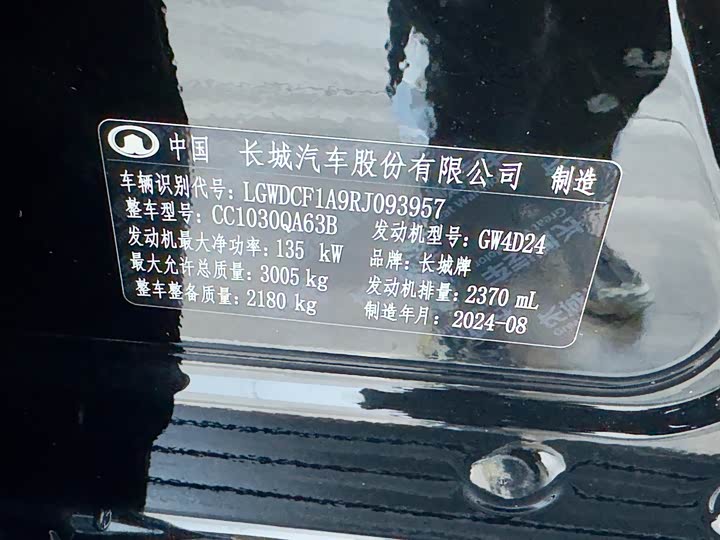 中国 长城汽车股份有限公司 制造
车辆识别代号: LGWDCF1A9RJ093957
整车型号: CC1030QA63B 发动机型号: GW4D24
发动机最大净功率: 135 kW 品牌: 长城牌
最大允许总质量: 3005 kg 发动机排量: 2370 mL
整车整备质量: 2180 kg 制造年月: 2024-08